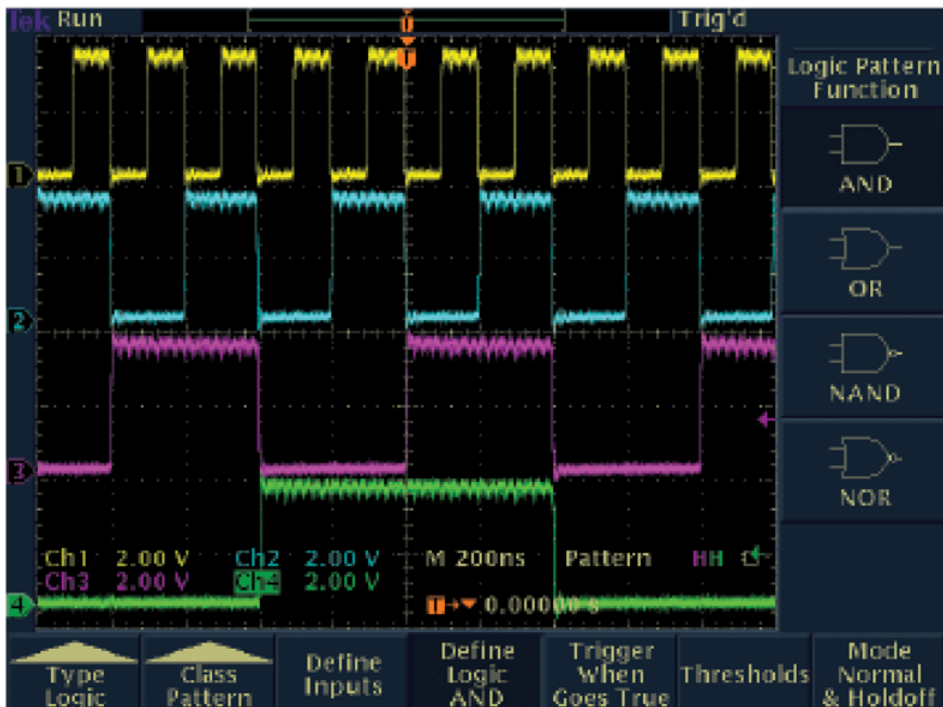 Tek Run Trig'd
T
T
Logic Pattern
Function
AND
OR
NAND
NOR
1
2
3
4
Ch1 2.00 V Ch2 2.00 V M 200ns Pattern HH
Ch3 2.00 V Ch4 2.00 V T 0.00000 s
Type
Logic
Class
Pattern
Define
Inputs
Define
Logic
AND
Trigger
When
Goes True
Thresholds
Mode
Normal
& Holdoff